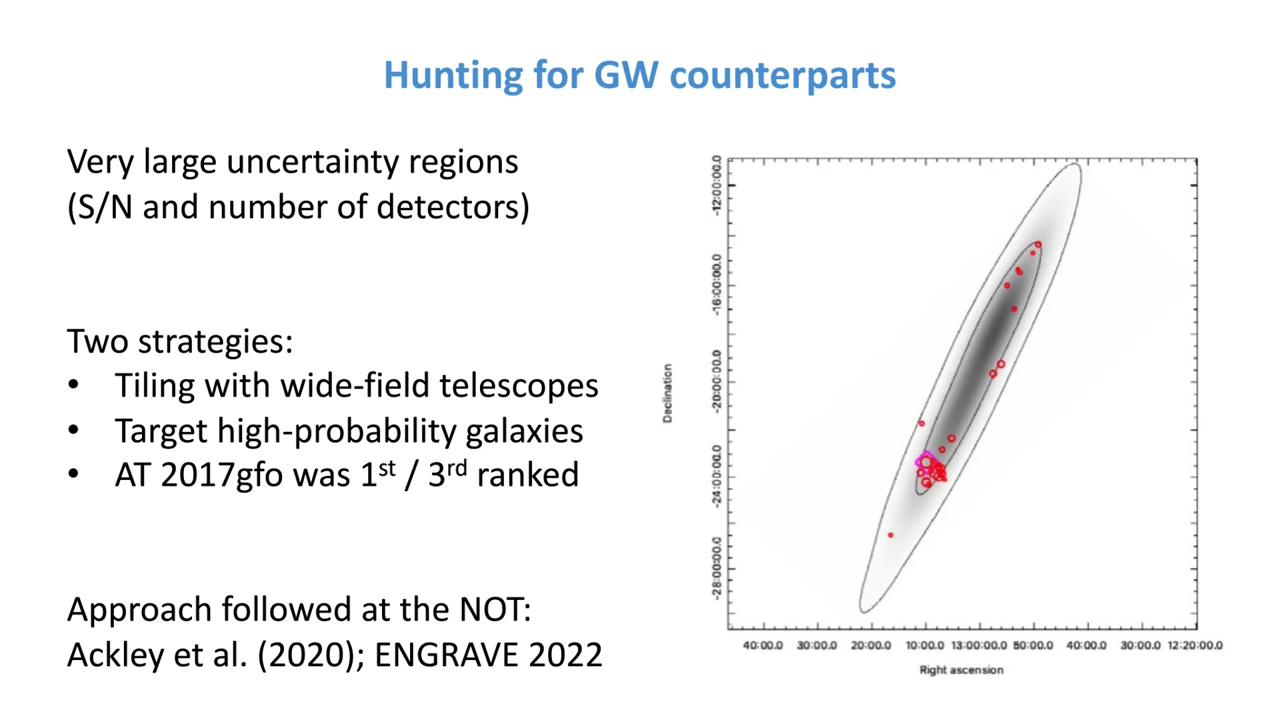 Hunting for GW counterparts
Very large uncertainty regions
(S/N and number of detectors)
Two strategies:
• Tiling with wide-field telescopes
• Target high-probability galaxies
• AT 2017gfo was 1st / 3rd ranked
Approach followed at the NOT:
Ackley et al. (2020); ENGRAVE 2022
Declination
-12:00:00.0
-16:00:00.0
-20:00:00.0
-24:00:00.0
-28:00:00.0
40:00.0 30:00.0 20:00.0 10:00.0 13:00:00.0 50:00.0 40:00.0 30:00.0 12:20:00.0
Right ascension